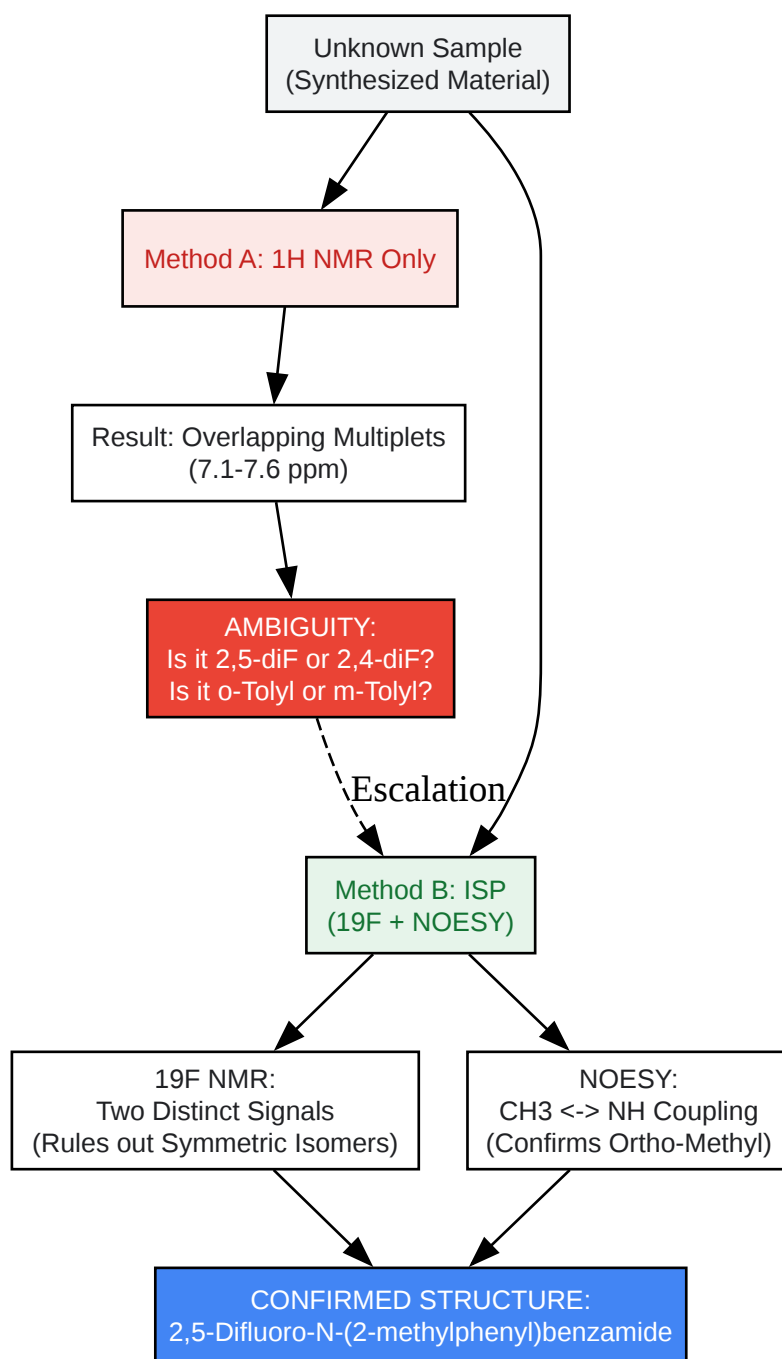 Unknown Sample
(Synthesized Material)
Method A: 1H NMR Only
Result: Overlapping Multiplets
(7.1-7.6 ppm)
AMBIGUITY:
Is it 2,5-diF or 2,4-diF?
Is it o-Tolyl or m-Tolyl?
Escalation
Method B: ISP
(19F + NOESY)
19F NMR:
Two Distinct Signals
(Rules out Symmetric Isomers)
NOESY:
CH3 <-> NH Coupling
(Confirms Ortho-Methyl)
CONFIRMED STRUCTURE:
2,5-Difluoro-N-(2-methylphenyl)benzamide